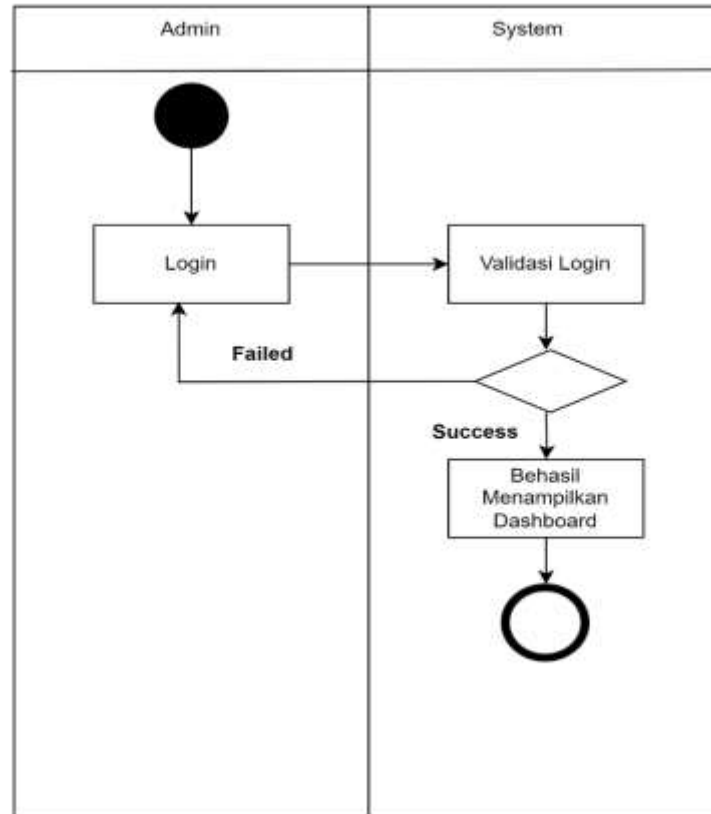 Admin
System
Login
Validasi Login
Failed
Success
Behasil
Menampilkan
Dashboard